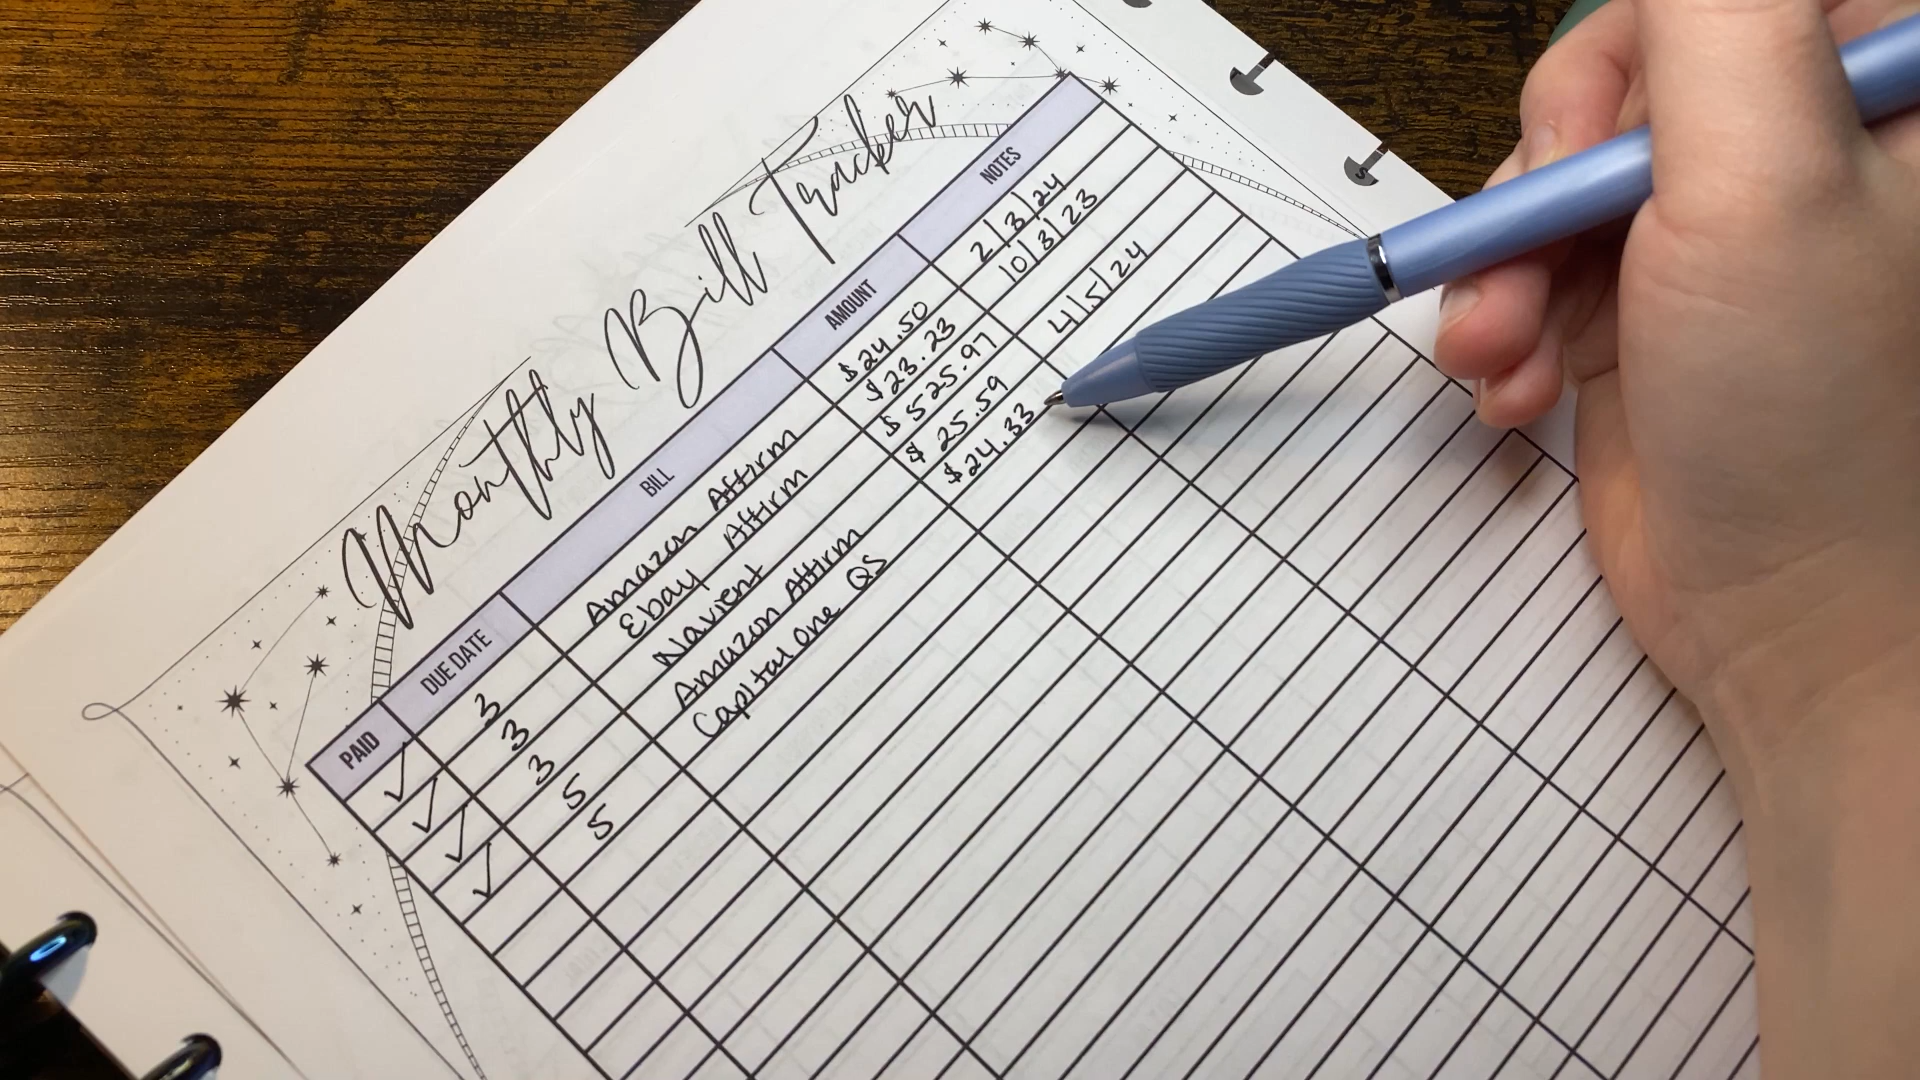 Monthly Bill Tracker
PAID DUE DATE BILL AMOUNT NOTES
✓ 3 Amazon Affirm $24.50 2/3/24
✓ 3 Ebay Affirm $23.23 10/3/23
✓ 3 Navient $525.97
✓ 5 Amazon Affirm $25.59 4/5/24
5 Capital One QS $24.33